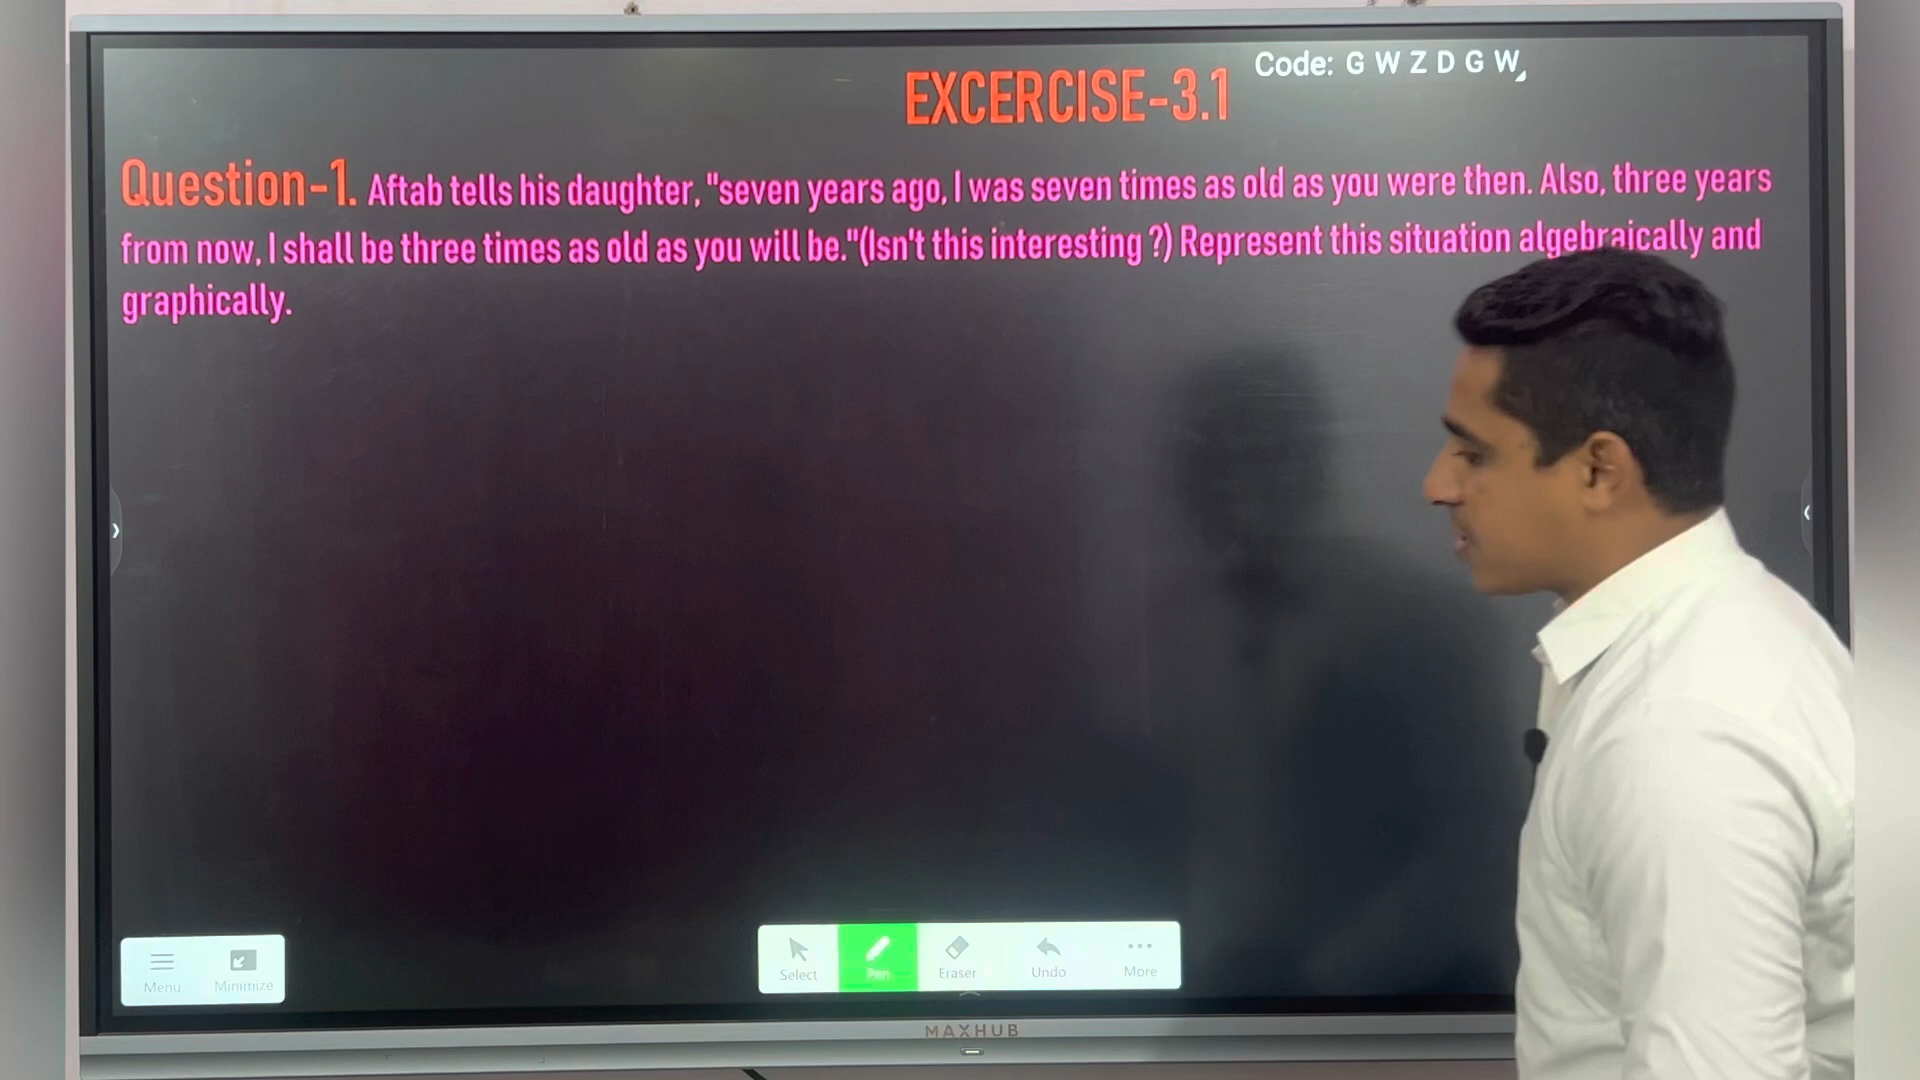 Code: G W Z D G W
EXCERCISE-3.1
Question-1. Aftab tells his daughter, "seven years ago, I was seven times as old as you were then. Also, three years
from now, I shall be three times as old as you will be."(Isn't this interesting ?) Represent this situation algebraically and
graphically.
Menu Minimize
Select Pen Eraser Undo More
MAXHUB